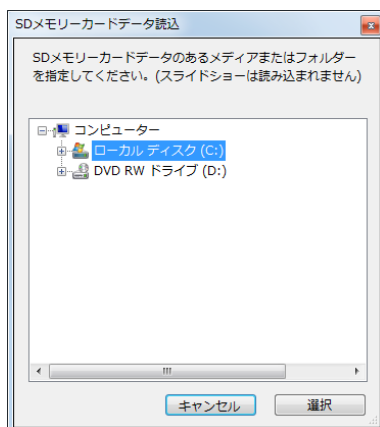 SDメモリーカードデータ読込
SDメモリーカードデータのあるメディアまたはフォルダー
を指定してください。(スライドショーは読み込まれません)
コンピューター
ローカル ディスク (C:)
DVD RW ドライブ (D:)
キャンセル
選択